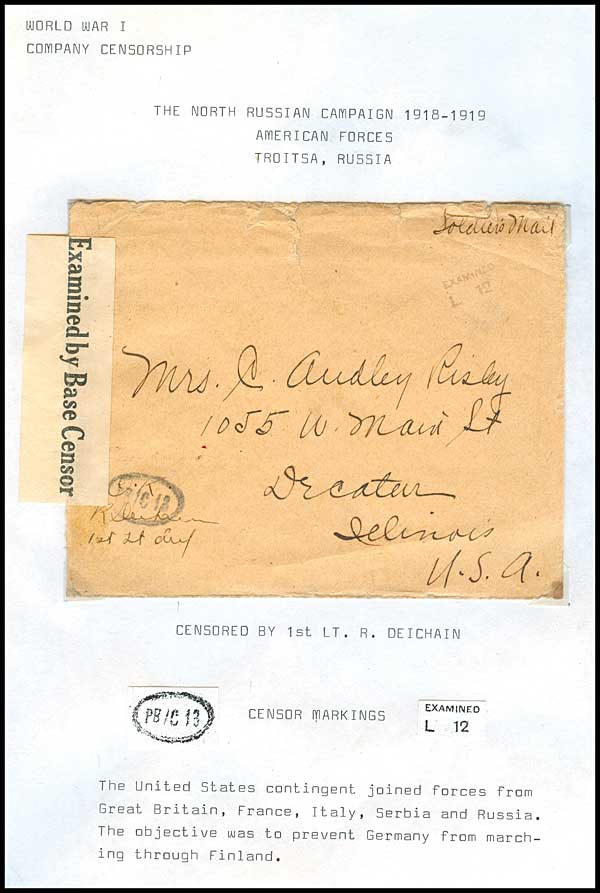 WORLD WAR I
COMPANY CENSORSHIP
THE NORTH RUSSIAN CAMPAIGN 1918-1919
AMERICAN FORCES
TROITSA, RUSSIA
Soldiers Mail
EXAMINED
L 12
Examined by Base Censor
Mrs. C. Audley Risby
1055 W. Main St
Decatur
Illinois
U.S.A.
O.K.
/C 13
R Deichain
1st Lt Inf
CENSORED BY 1st LT. R. DEICHAIN
PB/C 13
CENSOR MARKINGS
EXAMINED
L 12
The United States contingent joined forces from
Great Britain, France, Italy, Serbia and Russia.
The objective was to prevent Germany from march-
ing through Finland.